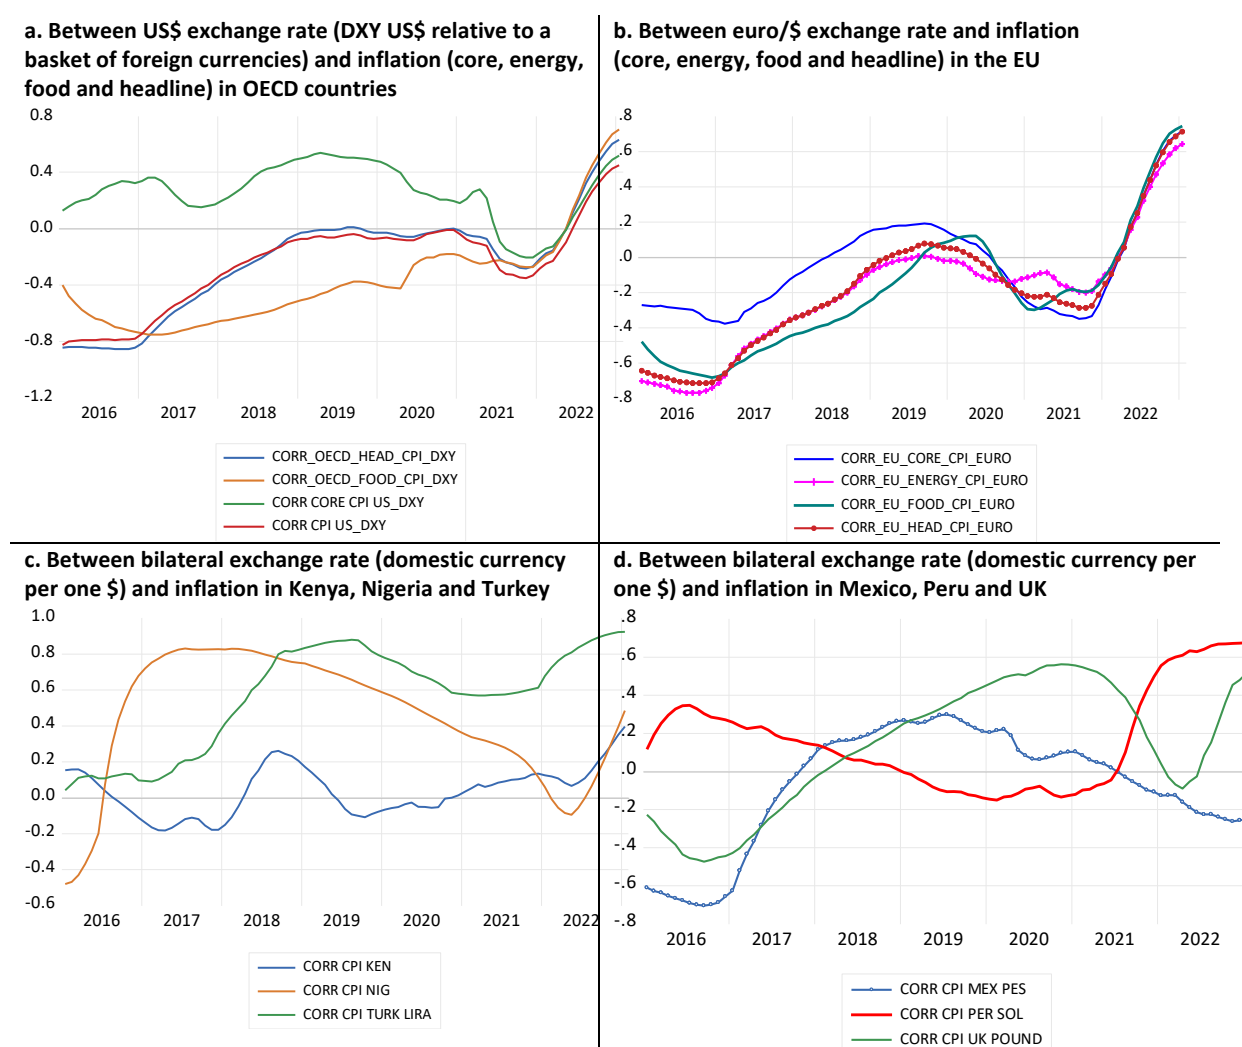 a. Between US$ exchange rate (DXY US$ relative to a
basket of foreign currencies) and inflation (core, energy,
food and headline) in OECD countries
0.8
0.4
0.0
-0.4
-0.8
-1.2
2016 2017 2018 2019 2020 2021 2022
CORR_OECD_HEAD_CPI_DXY
CORR_OECD_FOOD_CPI_DXY
CORR CORE CPI US_DXY
CORR CPI US_DXY
b. Between euro/$ exchange rate and inflation
(core, energy, food and headline) in the EU
.8
.6
.4
.2
.0
-.2
-.4
-.6
-.8
2016 2017 2018 2019 2020 2021 2022
CORR_EU_CORE_CPI_EURO
CORR_EU_ENERGY_CPI_EURO
CORR_EU_FOOD_CPI_EURO
CORR_EU_HEAD_CPI_EURO
c. Between bilateral exchange rate (domestic currency
per one $) and inflation in Kenya, Nigeria and Turkey
1.0
0.8
0.6
0.4
0.2
0.0
-0.2
-0.4
-0.6
2016 2017 2018 2019 2020 2021 2022
CORR CPI KEN
CORR CPI NIG
CORR CPI TURK LIRA
d. Between bilateral exchange rate (domestic currency per
one $) and inflation in Mexico, Peru and UK
.8
.6
.4
.2
.0
-.2
-.4
-.6
-.8
2016 2017 2018 2019 2020 2021 2022
CORR CPI MEX PES
CORR CPI PER SOL
CORR CPI UK POUND